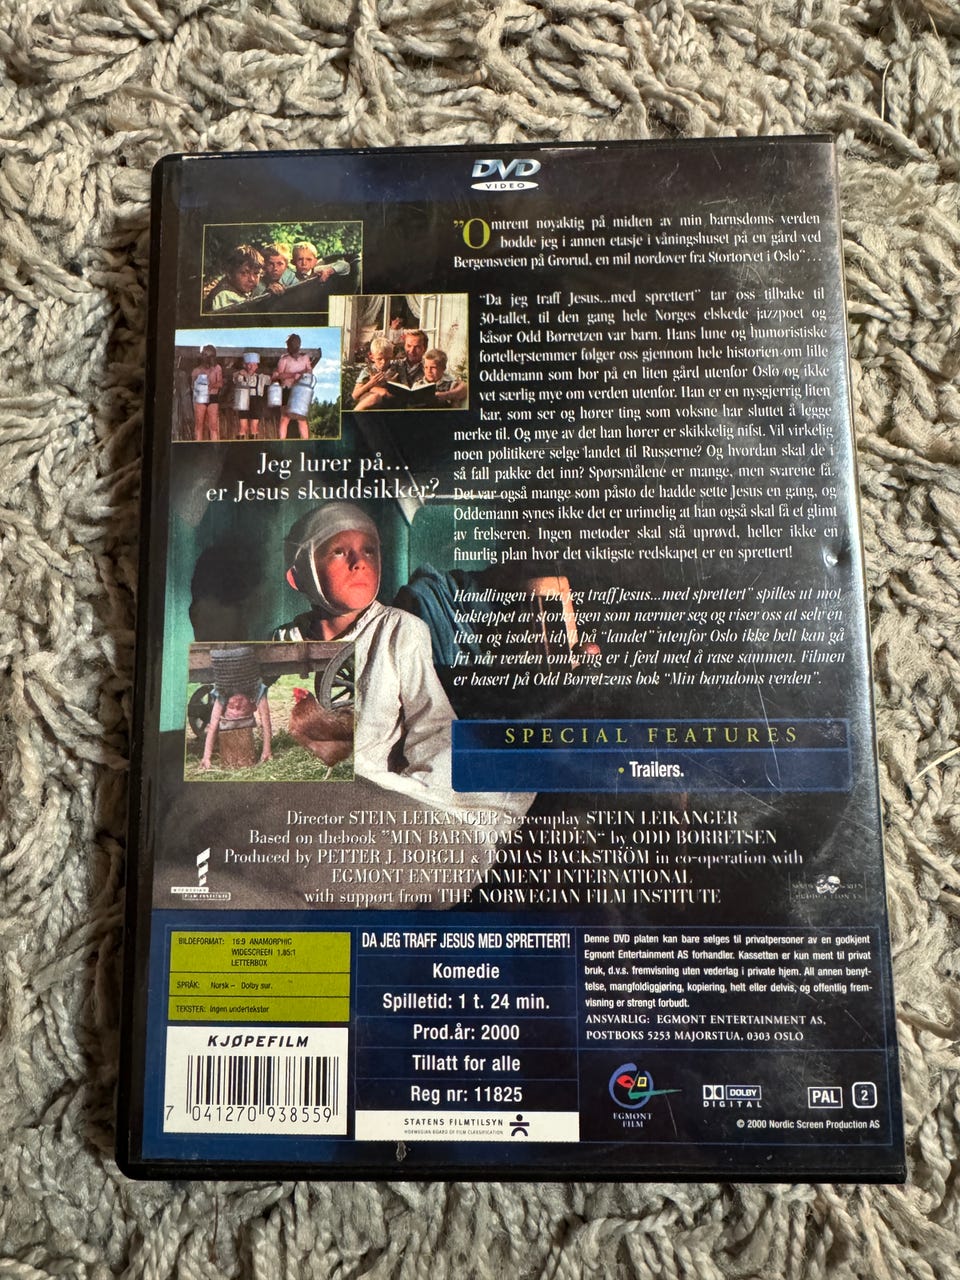 DVD
VIDEO
"Omtrent nøyaktig på midten av min barnsdoms verden
bodde jeg i annen etasje i våningshuset på en gård ved
Bergensveien på Grorud, en mil nordover fra Stortorvet i Oslo"...
"Da jeg traff Jesus...med sprettert" tar oss tilbake til
30-tallet, til den gang hele Norges elskede jazzpoet og
kåsør Odd Børretzen var barn. Hans lune og humoristiske
fortellerstemmer følger oss gjennom hele historien om lille
Oddemann som bor på en liten gård utenfor Oslo og ikke
vet særlig mye om verden utenfor. Han er en nysgjerrig liten
kar, som ser og hører ting som voksne har sluttet å legge
merke til. Og mye av det han hører er skikkelig nifst. Vil virkelig
noen politikere selge landet til Russerne? Og hvordan skal de i
så fall pakke det inn? Spørsmålene er mange, men svarene få.
Det var også mange som påsto de hadde sette Jesus en gang, og
Oddemann synes ikke det er urimelig at han også skal få et glimt
av frelseren. Ingen metoder skal stå uprøvd, heller ikke en
finurlig plan hvor det viktigste redskapet er en sprettert!
Jeg lurer på...
er Jesus skuddsikker?
Handlingen i "Da jeg traff Jesus...med sprettert" spilles ut mot
bakteppet av storkrigen som nærmer seg og viser oss at selv en
liten og isolert idyll på "landet" utenfor Oslo ikke helt kan gå
fri når verden omkring er i ferd med å rase sammen. Filmen
er basert på Odd Børretzens bok "Min barndoms verden".
SPECIAL FEATURES
• Trailers.
Director STEIN LEIKANGER Screenplay STEIN LEIKANGER
Based on thebook "MIN BARNDOMS VERDEN" by ODD BØRRETSEN
Produced by PETTER J. BORGLI & TOMAS BACKSTRÖM in co-operation with
EGMONT ENTERTAINMENT INTERNATIONAL
with support from THE NORWEGIAN FILM INSTITUTE
NORWEGIAN
FILM INSTITUTE
BILDEFORMAT: 16:9 ANAMORPHIC
WIDESCREEN 1,85:1
LETTERBOX
SPRÅK: Norsk – Dolby sur.
TEKSTER: Ingen undertekster
KJØPEFILM
7 041270 938559
DA JEG TRAFF JESUS MED SPRETTERT!
Komedie
Spilletid: 1 t. 24 min.
Prod.år: 2000
Tillatt for alle
Reg nr: 11825
STATENS FILMTILSYN
NORWEGIAN BOARD OF FILM CLASSIFICATION
Denne DVD platen kan bare selges til privatpersoner av en godkjent
Egmont Entertainment AS forhandler. Kassetten er kun ment til privat
bruk, d.v.s. fremvisning uten vederlag i private hjem. All annen benyt-
telse, mangfoldiggjøring, kopiering, helt eller delvis, og offentlig frem-
visning er strengt forbudt.
ANSVARLIG: EGMONT ENTERTAINMENT AS,
POSTBOKS 5253 MAJORSTUA, 0303 OSLO
EGMONT
FILM
DOLBY
DIGITAL
PAL
2
© 2000 Nordic Screen Production AS